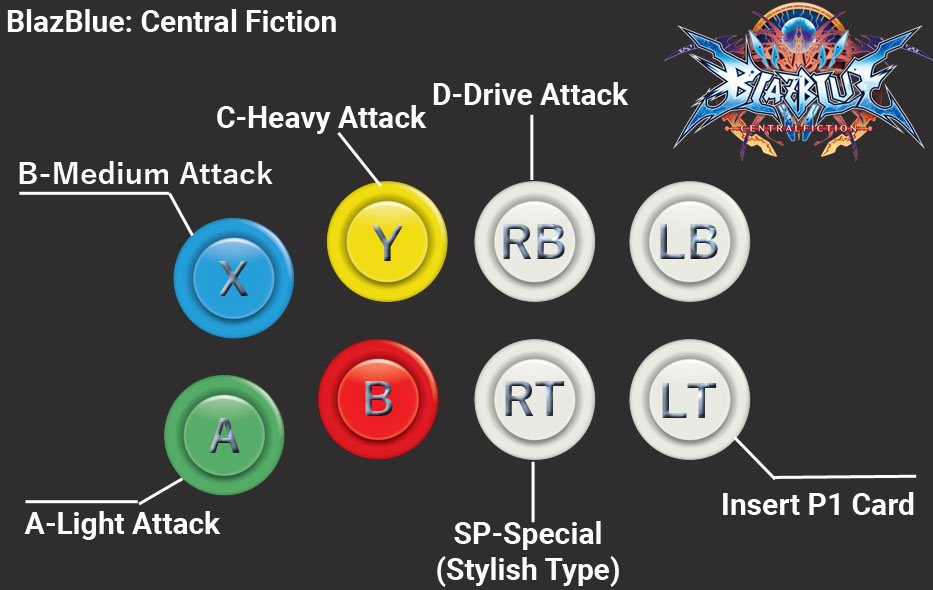 BlazBlue: Central Fiction
BLAZBLUE
CENTRALFICTION
D-Drive Attack
C-Heavy Attack
B-Medium Attack
X
Y
RB
LB
A
B
RT
LT
Insert P1 Card
A-Light Attack
SP-Special
(Stylish Type)